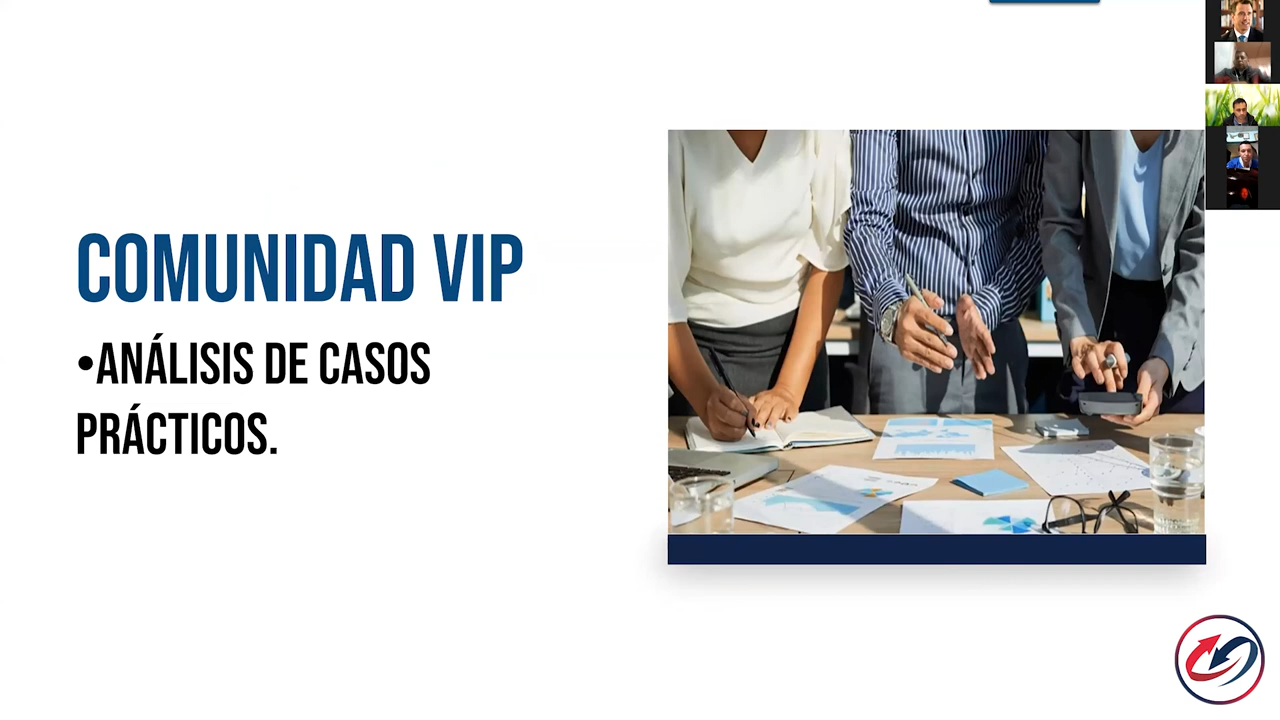 COMUNIDAD VIP
•ANÁLISIS DE CASOS
PRÁCTICOS.